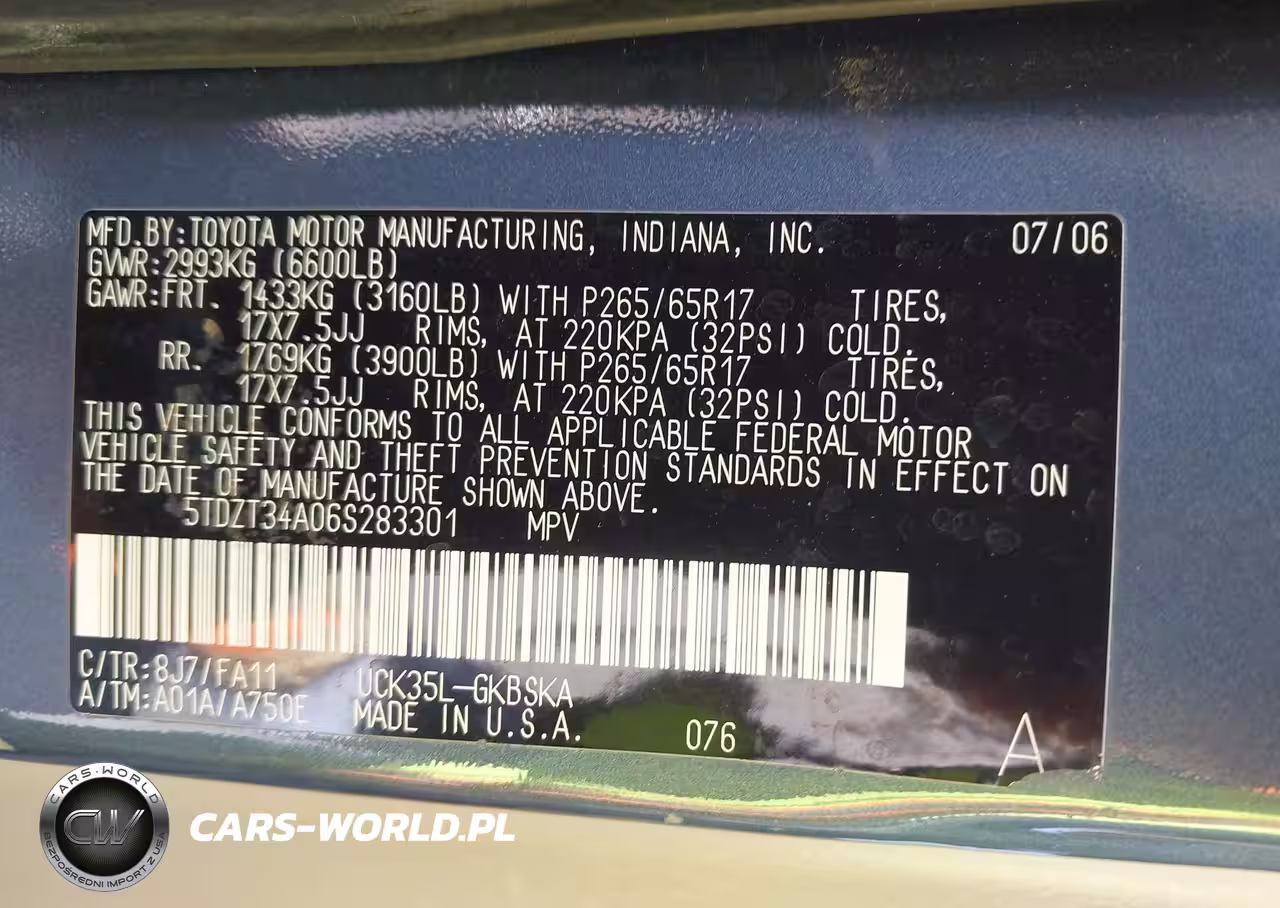 MFD.BY:TOYOTA MOTOR MANUFACTURING, INDIANA, INC. 07/06
GVWR:2993KG (6600LB)
GAWR:FRT. 1433KG (3160LB) WITH P265/65R17 TIRES,
17X7.5JJ RIMS, AT 220KPA (32PSI) COLD.
RR. 1769KG (3900LB) WITH P265/65R17 TIRES,
17X7.5JJ RIMS, AT 220KPA (32PSI) COLD.
THIS VEHICLE CONFORMS TO ALL APPLICABLE FEDERAL MOTOR
VEHICLE SAFETY AND THEFT PREVENTION STANDARDS IN EFFECT ON
THE DATE OF MANUFACTURE SHOWN ABOVE.
5TDZT34A06S283301 MPV
C/TR:8J7/FA11 UCK35L-GKBSKA
A/TM:A01A/A750E MADE IN U.S.A. 076 A
CARS-WORLD
CW
BEZPOŚREDNI IMPORT Z USA
CARS-WORLD.PL